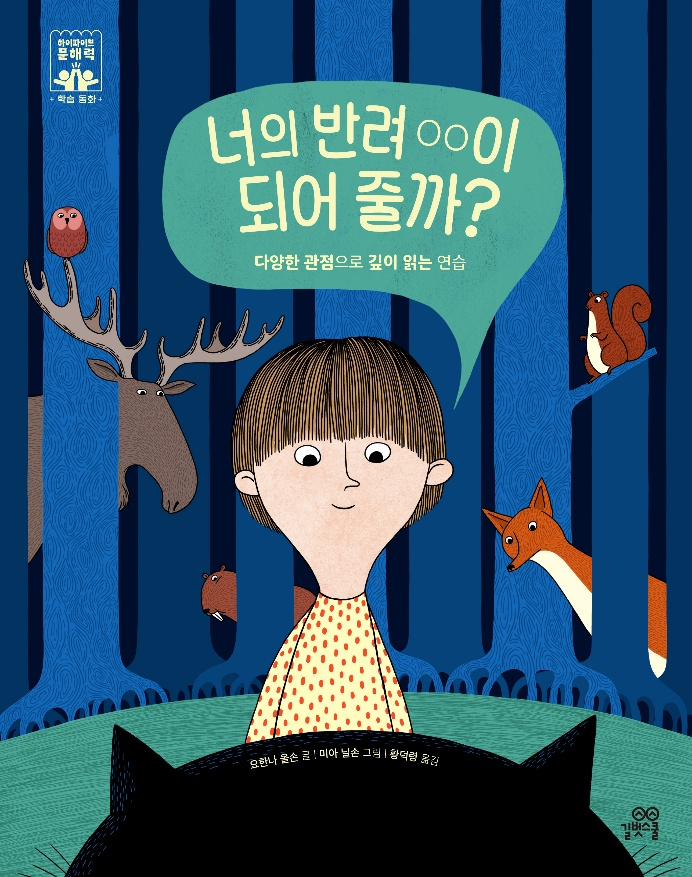 하이파이브
문해력
학습 동화
너의 반려 ○○이
되어 줄까?
다양한 관점으로 깊이 읽는 연습
요한나 올손 글 | 미아 닐손 그림 | 황덕령 옮김
길벗스쿨